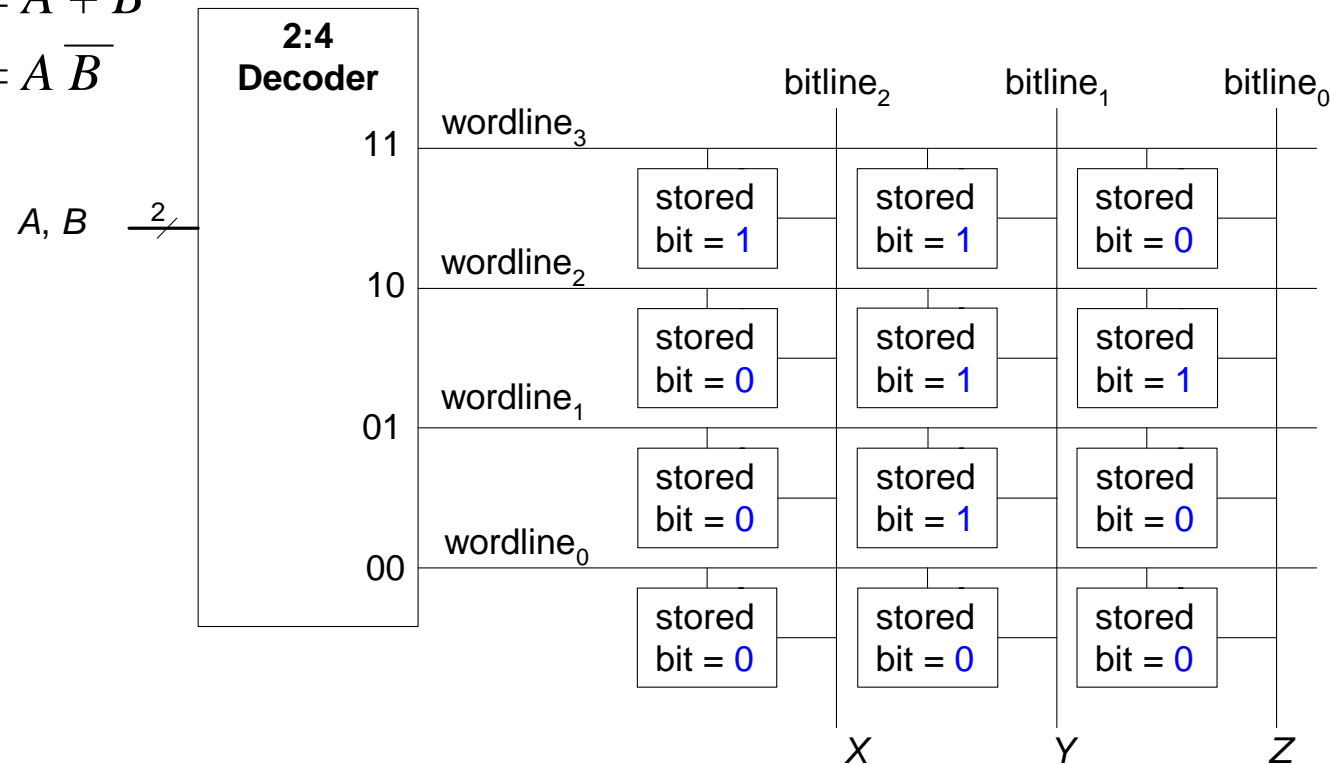 = A + B
= A B̅
2:4
Decoder
bitline₂ bitline₁ bitline₀
wordline₃
11
stored bit = 1
stored bit = 1
stored bit = 0
A, B
2
wordline₂
10
stored bit = 0
stored bit = 1
stored bit = 1
wordline₁
01
stored bit = 0
stored bit = 1
stored bit = 0
wordline₀
00
stored bit = 0
stored bit = 0
stored bit = 0
X Y Z